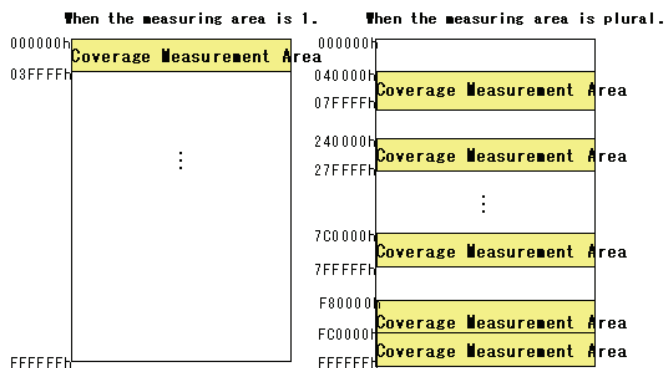 When the measuring area is 1.
000000h
Coverage Measurement Area
03FFFFh
⋮
FFFFFFh
When the measuring area is plural.
000000h
040000h
Coverage Measurement Area
07FFFFh
240000h
Coverage Measurement Area
27FFFFh
⋮
7C0000h
Coverage Measurement Area
7FFFFFh
F80000h
Coverage Measurement Area
FC0000h
Coverage Measurement Area
FFFFFFh